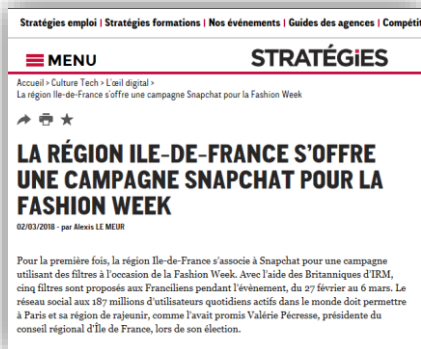 Stratégies emploi | Stratégies formations | Nos événements | Guides des agences | Compéti
MENU
STRATÉGiES
Accueil > Culture Tech > L'œil digital >
La région Ile-de-France s'offre une campagne Snapchat pour la Fashion Week
LA RÉGION ILE-DE-FRANCE S'OFFRE
UNE CAMPAGNE SNAPCHAT POUR LA
FASHION WEEK
02/03/2018 - par Alexis LE MEUR
Pour la première fois, la région Ile-de-France s'associe à Snapchat pour une campagne
utilisant des filtres à l'occasion de la Fashion Week. Avec l'aide des Britanniques d'IRM,
cinq filtres sont proposés aux Franciliens pendant l'évènement, du 27 février au 6 mars. Le
réseau social aux 187 millions d'utilisateurs quotidiens actifs dans le monde doit permettre
à Paris et sa région de rajeunir, comme l'avait promis Valérie Pécresse, présidente du
conseil régional d'Île de France, lors de son élection.